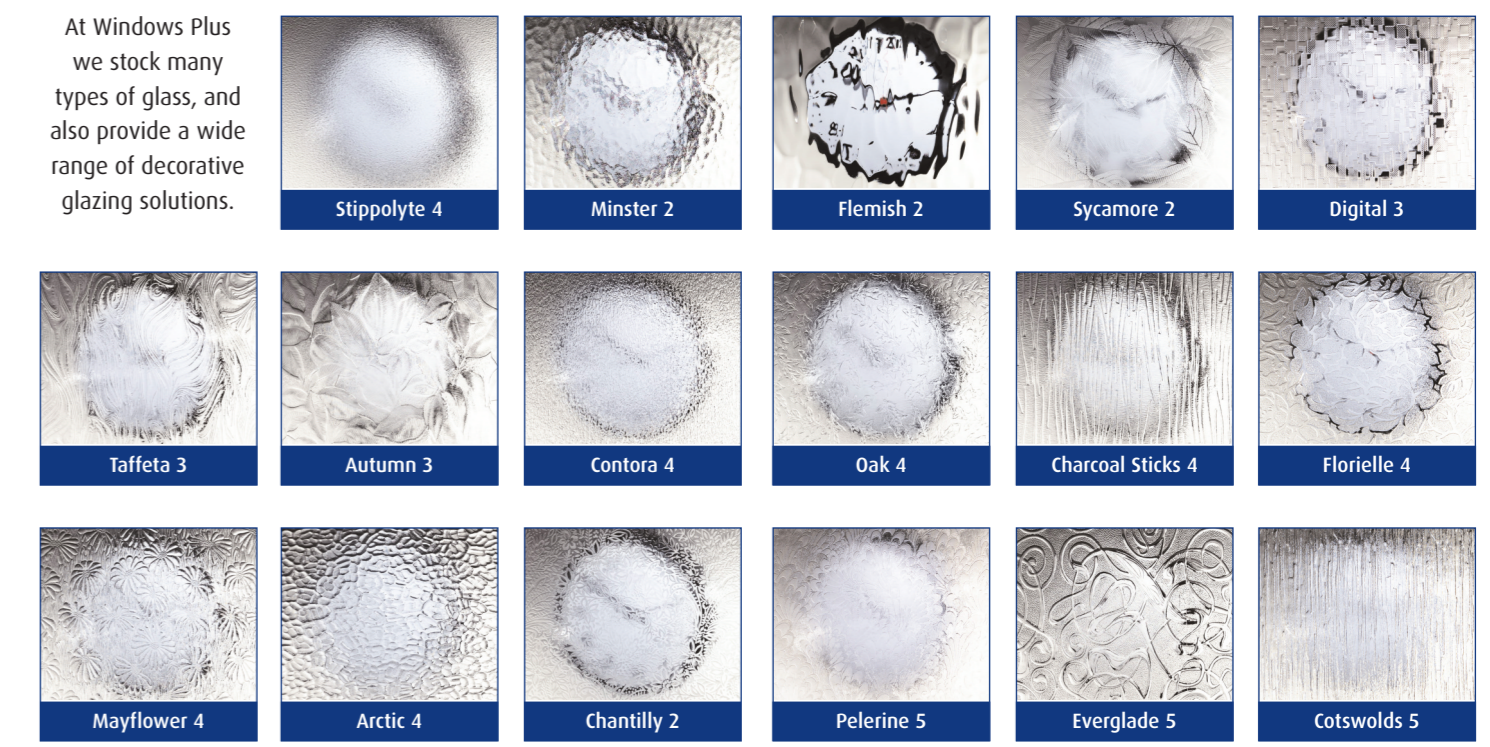 At Windows Plus
we stock many
types of glass, and
also provide a wide
range of decorative
glazing solutions.
Stippolyte 4
Minster 2
Flemish 2
Sycamore 2
Digital 3
Taffeta 3
Autumn 3
Contora 4
Oak 4
Charcoal Sticks 4
Florielle 4
Mayflower 4
Arctic 4
Chantilly 2
Pelerine 5
Everglade 5
Cotswolds 5